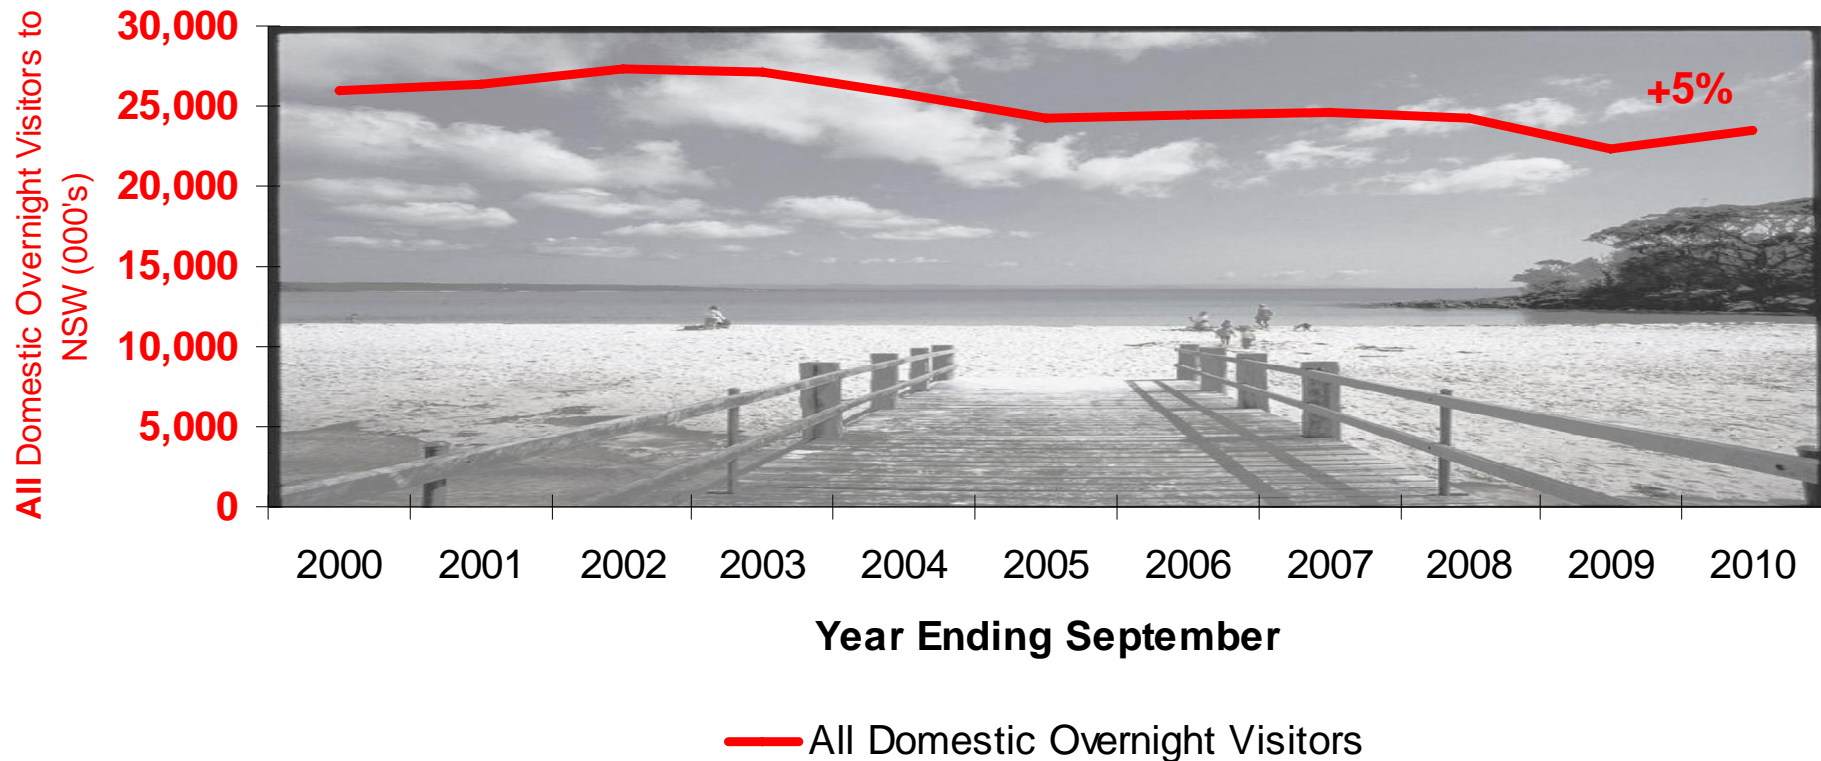 All Domestic Overnight Visitors to
NSW (000's)
30,000
25,000
20,000
15,000
10,000
5,000
0
+5%
2000 2001 2002 2003 2004 2005 2006 2007 2008 2009 2010
Year Ending September
All Domestic Overnight Visitors